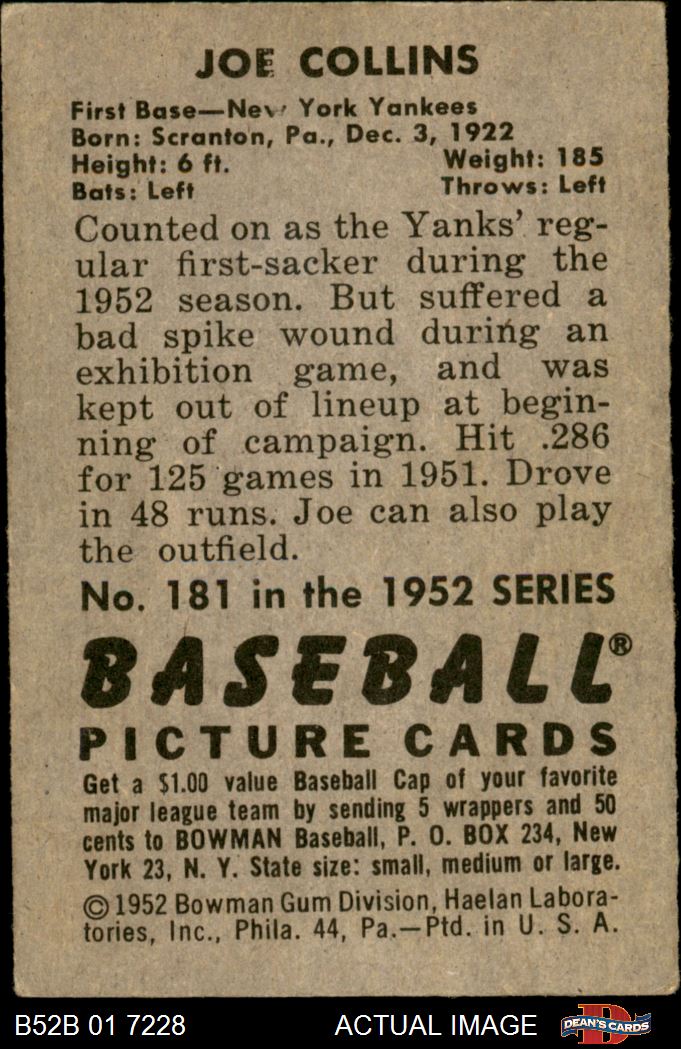 JOE COLLINS
First Base—New York Yankees
Born: Scranton, Pa., Dec. 3, 1922
Height: 6 ft. Weight: 185
Bats: Left Throws: Left
Counted on as the Yanks' reg-
ular first-sacker during the
1952 season. But suffered a
bad spike wound during an
exhibition game, and was
kept out of lineup at begin-
ning of campaign. Hit .286
for 125 games in 1951. Drove
in 48 runs. Joe can also play
the outfield.
No. 181 in the 1952 SERIES
BASEBALL®
PICTURE CARDS
Get a $1.00 value Baseball Cap of your favorite
major league team by sending 5 wrappers and 50
cents to BOWMAN Baseball, P. O. BOX 234, New
York 23, N. Y. State size: small, medium or large.
©1952 Bowman Gum Division, Haelan Labora-
tories, Inc., Phila. 44, Pa.—Ptd. in U. S. A.
B52B 01 7228 ACTUAL IMAGE D DEAN'S CARDS